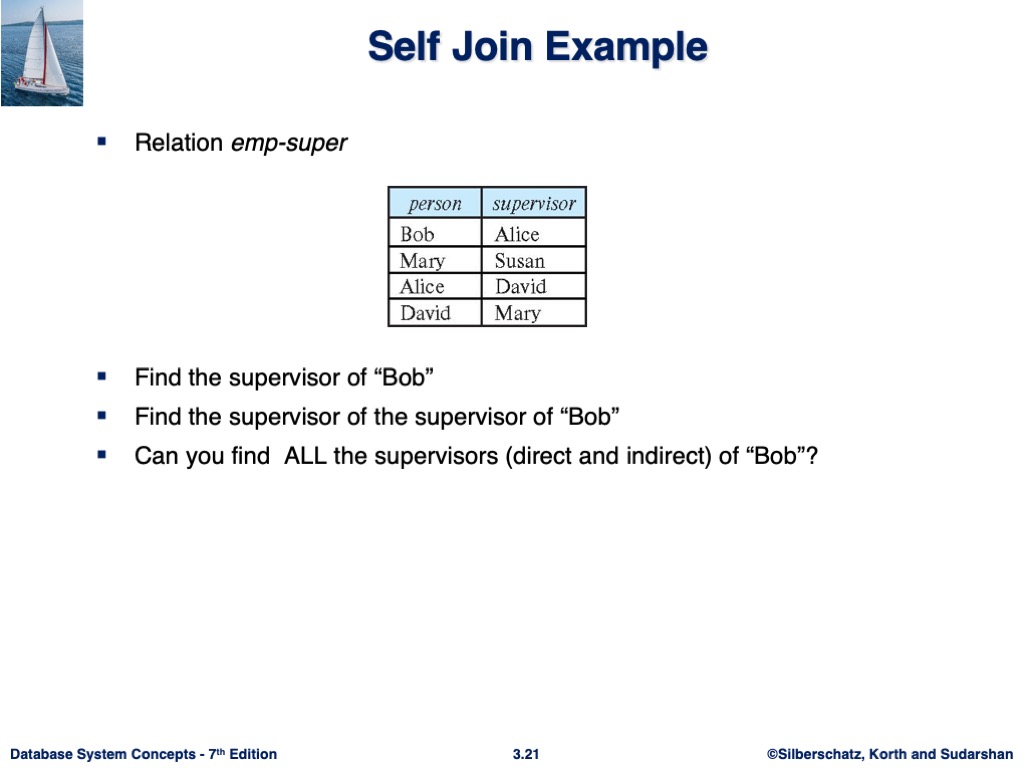 Self Join Example
▪ Relation emp-super
person supervisor
Bob Alice
Mary Susan
Alice David
David Mary
▪ Find the supervisor of “Bob”
▪ Find the supervisor of the supervisor of “Bob”
▪ Can you find  ALL the supervisors (direct and indirect) of “Bob”?
Database System Concepts - 7th Edition 3.21 ©Silberschatz, Korth and Sudarshan